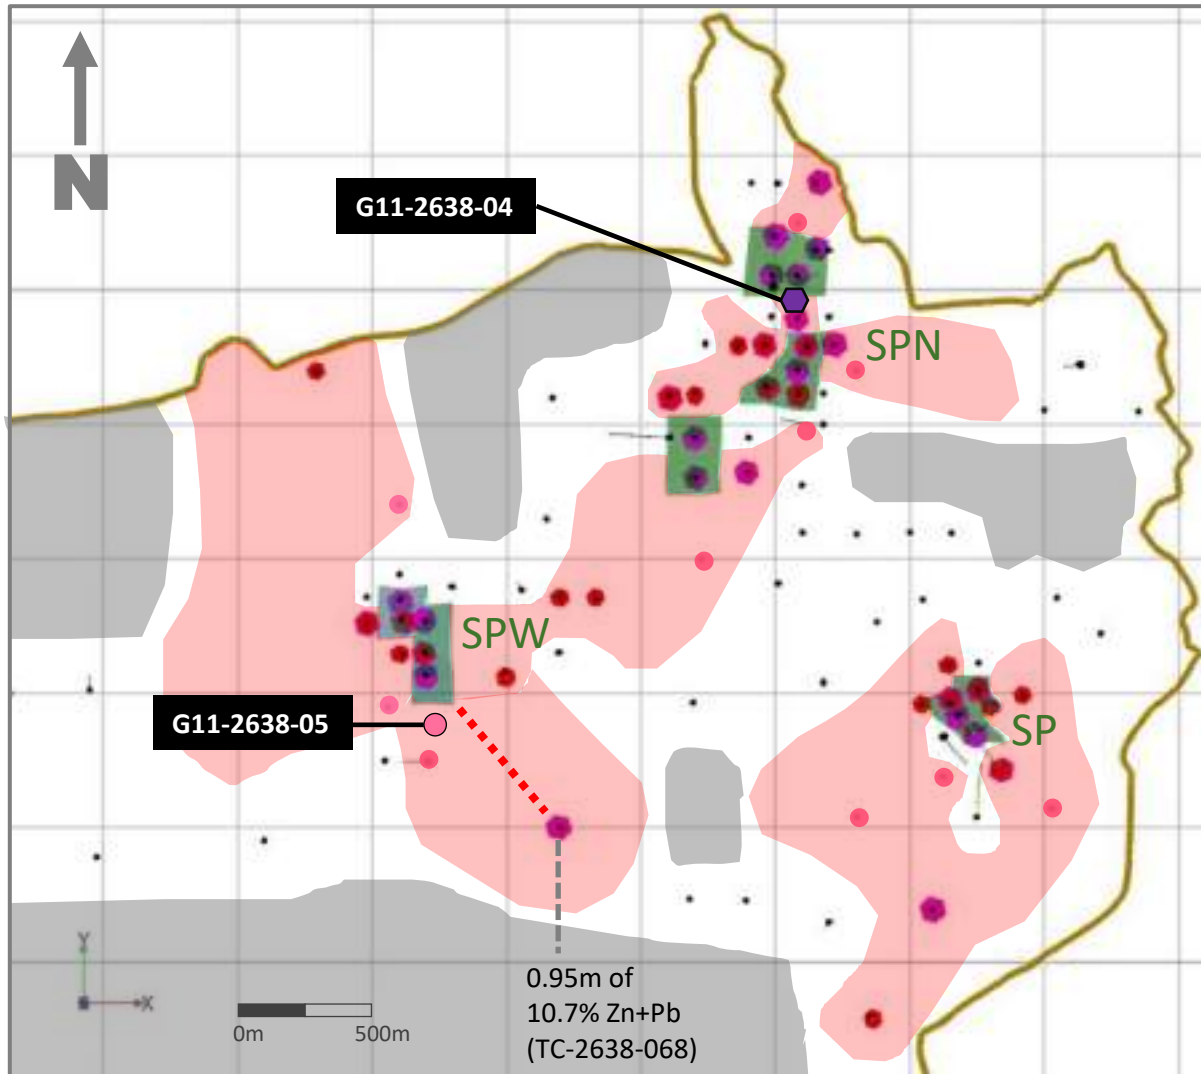 N
G11-2638-04
SPN
SPW
G11-2638-05
SP
Y
X
0m
500m
0.95m of
10.7% Zn+Pb
(TC-2638-068)